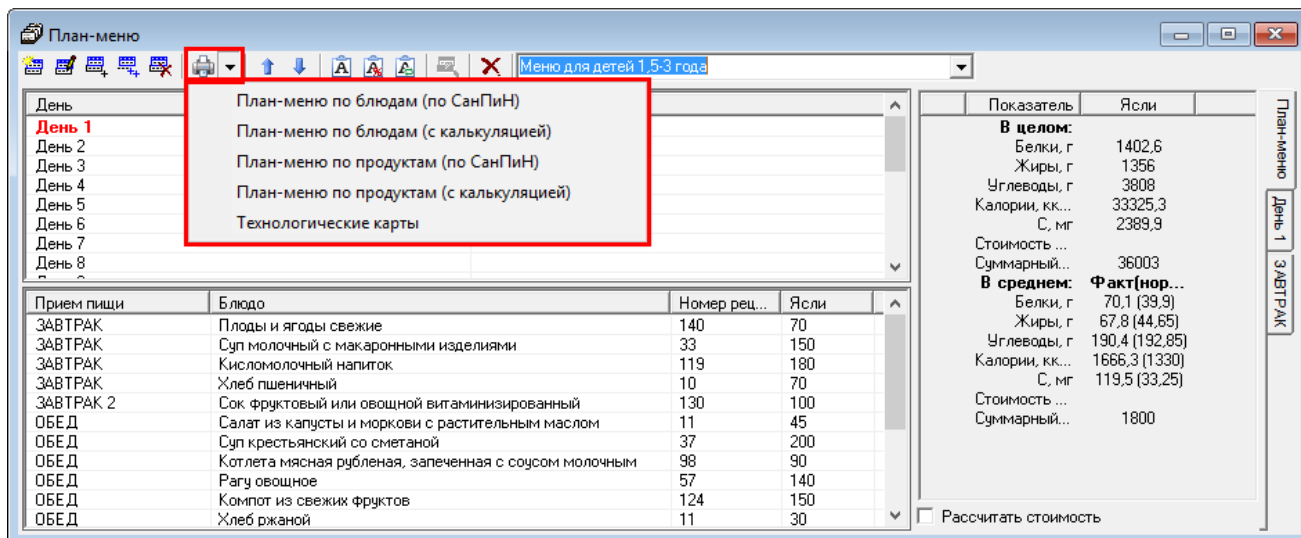 План-меню
Меню для детей 1,5-3 года
План-меню по блюдам (по СанПиН)
План-меню по блюдам (с калькуляцией)
План-меню по продуктам (по СанПиН)
План-меню по продуктам (с калькуляцией)
Технологические карты
День
День 1
День 2
День 3
День 4
День 5
День 6
День 7
День 8
Прием пищи Блюдо Номер рец... Ясли
ЗАВТРАК Плоды и ягоды свежие 140 70
ЗАВТРАК Суп молочный с макаронными изделиями 33 150
ЗАВТРАК Кисломолочный напиток 119 180
ЗАВТРАК Хлеб пшеничный 10 70
ЗАВТРАК 2 Сок фруктовый или овощной витаминизированный 130 100
ОБЕД Салат из капусты и моркови с растительным маслом 11 45
ОБЕД Суп крестьянский со сметаной 37 200
ОБЕД Котлета мясная рубленая, запеченная с соусом молочным 98 90
ОБЕД Рагу овощное 57 140
ОБЕД Компот из свежих фруктов 124 150
ОБЕД Хлеб ржаной 11 30
Показатель Ясли
В целом:
Белки, г 1402,6
Жиры, г 1356
Углеводы, г 3808
Калории, кк... 33325,3
С, мг 2389,9
Стоимость ...
Суммарный... 36003
В среднем: Факт(нор...
Белки, г 70,1 (39,9)
Жиры, г 67,8 (44,65)
Углеводы, г 190,4 (192,85)
Калории, кк... 1666,3 (1330)
С, мг 119,5 (33,25)
Стоимость ...
Суммарный... 1800
Рассчитать стоимость
План-меню
День 1
ЗАВТРАК